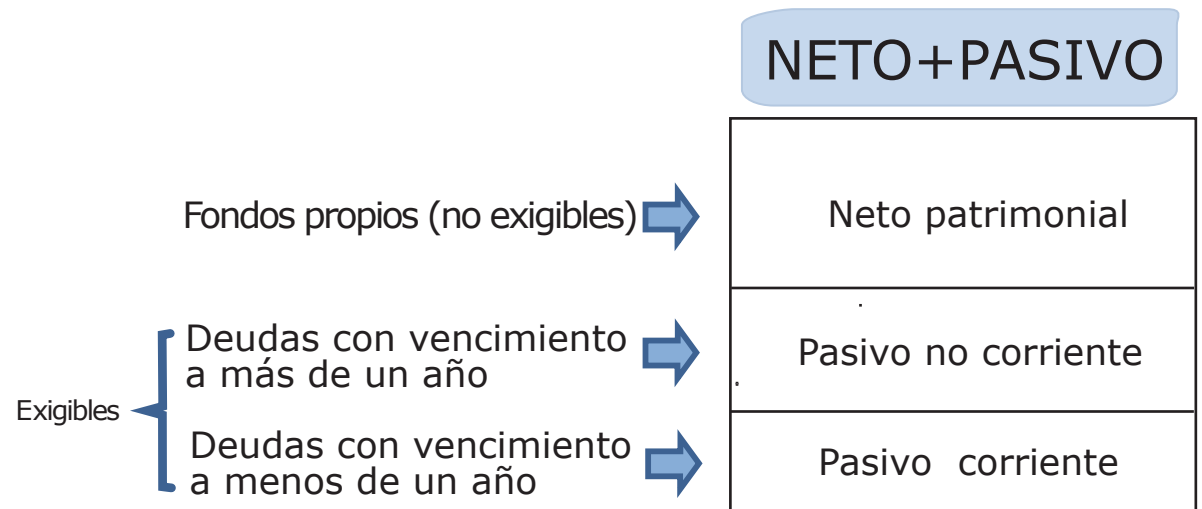 NETO+PASIVO
Fondos propios (no exigibles)
Neto patrimonial
Deudas con vencimiento
a más de un año
Pasivo no corriente
Exigibles
Deudas con vencimiento
a menos de un año
Pasivo corriente